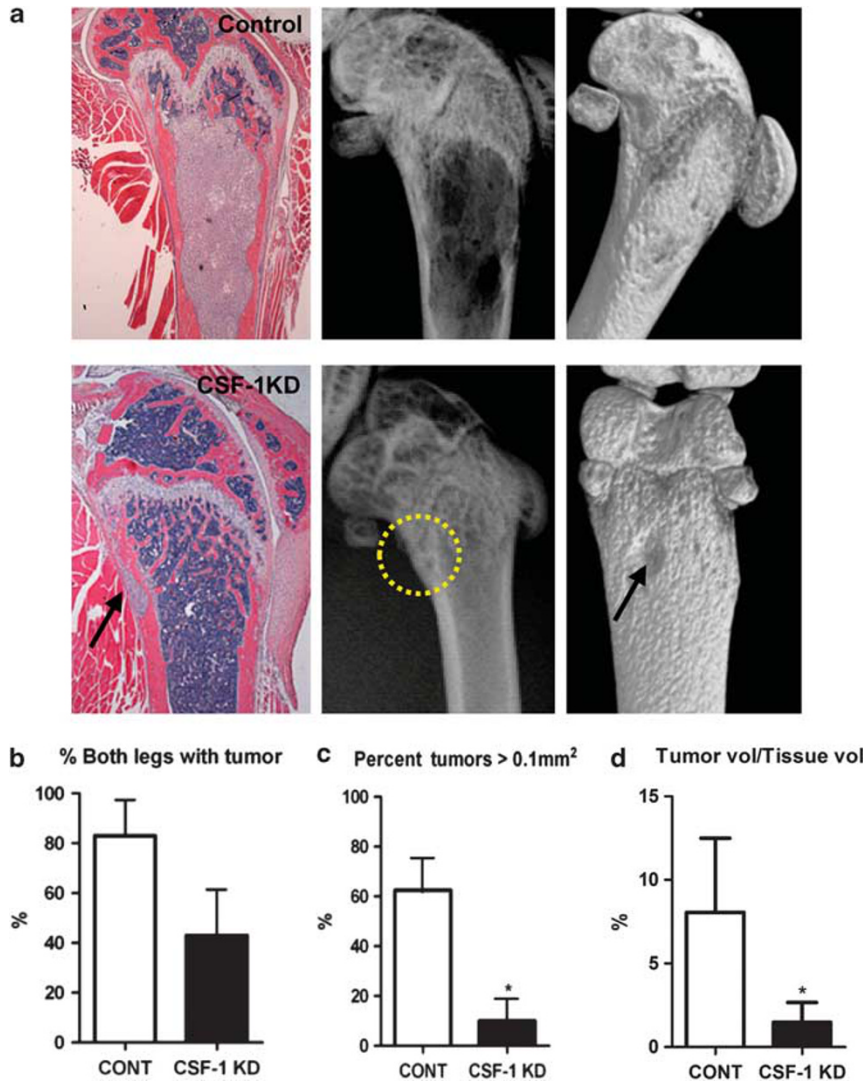 a
Control
CSF-1KD
b
% Both legs with tumor
100
80
60
40
20
0
%
CONT
CSF-1 KD
c
Percent tumors > 0.1mm²
100
80
60
40
20
0
%
*
CONT
CSF-1 KD
d
Tumor vol/Tissue vol
15
10
5
0
%
*
CONT
CSF-1 KD